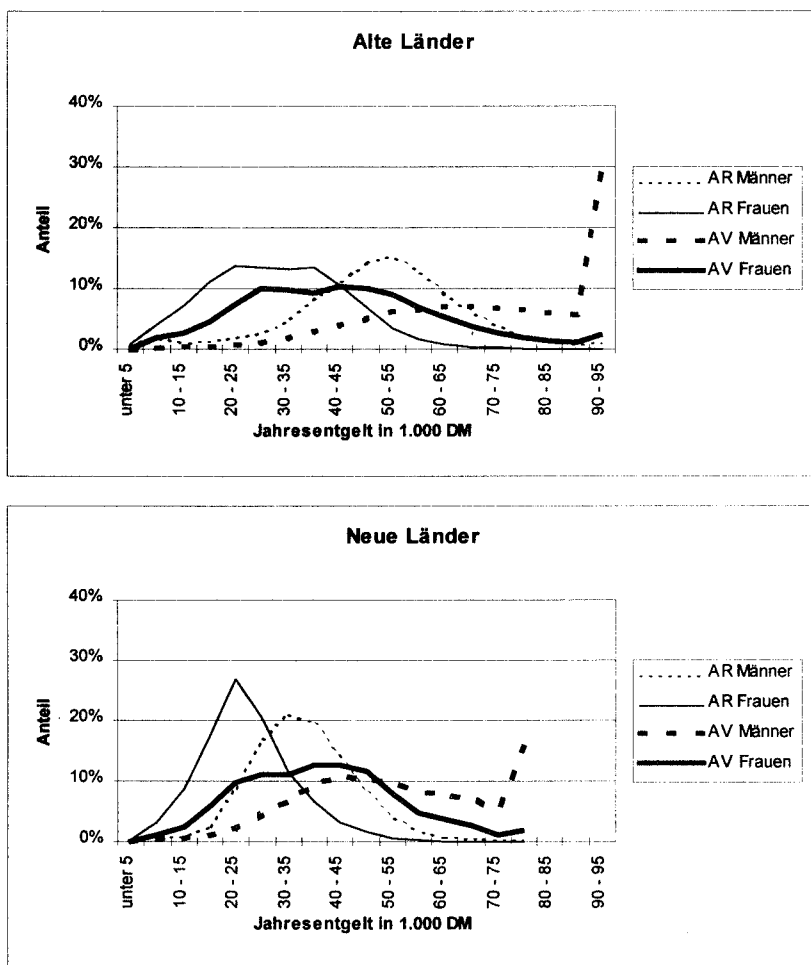 Alte Länder
40%
30%
20%
10%
0%
Anteil
unter 5
10 - 15
20 - 25
30 - 35
40 - 45
50 - 55
60 - 65
70 - 75
80 - 85
90 - 95
Jahresentgelt in 1.000 DM
AR Männer
AR Frauen
AV Männer
AV Frauen
Neue Länder
40%
30%
20%
10%
0%
Anteil
unter 5
10 - 15
20 - 25
30 - 35
40 - 45
50 - 55
60 - 65
70 - 75
80 - 85
90 - 95
Jahresentgelt in 1.000 DM
AR Männer
AR Frauen
AV Männer
AV Frauen